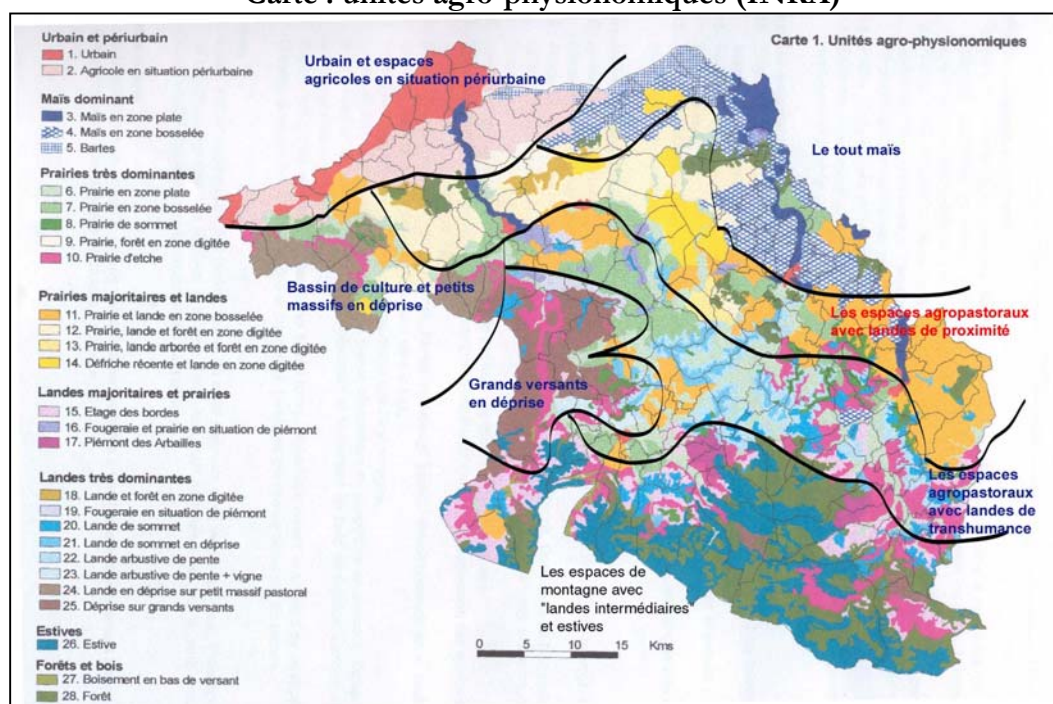 Carte : unités agro-physionomiques (INRA)
Carte 1. Unités agro-physionomiques
Urbain et périurbain
1. Urbain
2. Agricole en situation périurbaine
Maïs dominant
3. Maïs en zone plate
4. Maïs en zone bosselée
5. Bartes
Prairies très dominantes
6. Prairie en zone plate
7. Prairie en zone bosselée
8. Prairie de sommet
9. Prairie, forêt en zone digitée
10. Prairie d'etche
Prairies majoritaires et landes
11. Prairie et lande en zone bosselée
12. Prairie, lande et forêt en zone digitée
13. Prairie, lande arborée et forêt en zone digitée
14. Défriche récente et lande en zone digitée
Landes majoritaires et prairies
15. Etage des bordes
16. Fougeraie et prairie en situation de piémont
17. Piémont des Arbailles
Landes très dominantes
18. Lande et forêt en zone digitée
19. Fougeraie en situation de piémont
20. Lande de sommet
21. Lande de sommet en déprise
22. Lande arbustive de pente
23. Lande arbustive de pente + vigne
24. Lande en déprise sur petit massif pastoral
25. Déprise sur grands versants
Estives
26. Estive
Forêts et bois
27. Boisement en bas de versant
28. Forêt
Urbain et espaces
agricoles en situation périurbaine
Le tout maïs
Bassin de culture et petits
massifs en déprise
Les espaces agropastoraux
avec landes de proximité
Grands versants
en déprise
Les espaces
agropastoraux
avec landes de
transhumance
Les espaces de
montagne avec
"landes intermédiaires"
et estives
0 5 10 15 Kms